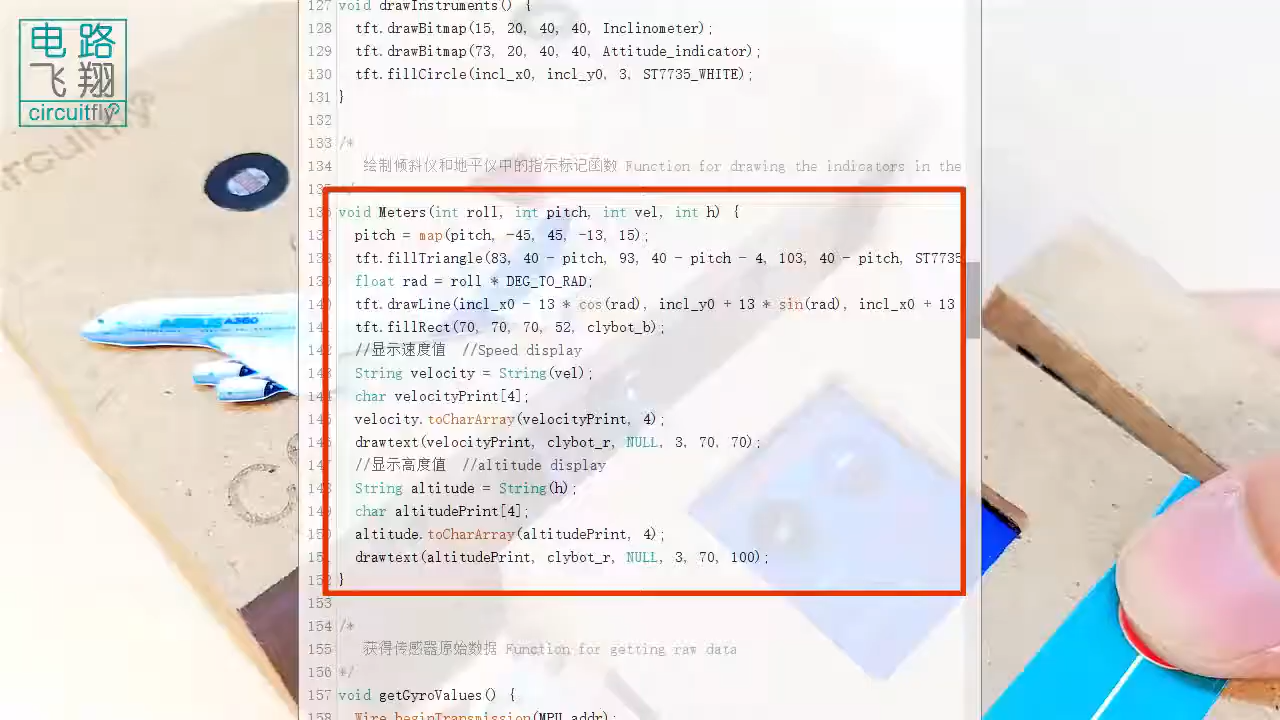 电路
飞翔
circuitfly
127 void drawInstruments() {
128 tft.drawBitmap(15, 20, 40, 40, Inclinometer);
129 tft.drawBitmap(73, 20, 40, 40, Attitude_indicator);
130 tft.fillCircle(incl_x0, incl_y0, 3, ST7735_WHITE);
131 }
132
133 /*
134 绘制倾斜仪和地平仪中的指示标记函数 Function for drawing the indicators in the
void Meters(int roll, int pitch, int vel, int h) {
pitch = map(pitch, -45, 45, -13, 15);
tft.fillTriangle(83, 40 - pitch, 93, 40 - pitch - 4, 103, 40 - pitch, ST7735
float rad = roll * DEG_TO_RAD;
tft.drawLine(incl_x0 - 13 * cos(rad), incl_y0 + 13 * sin(rad), incl_x0 + 13
tft.fillRect(70, 70, 70, 52, clybot_b);
//显示速度值 //Speed display
String velocity = String(vel);
char velocityPrint[4];
velocity.toCharArray(velocityPrint, 4);
drawtext(velocityPrint, clybot_r, NULL, 3, 70, 70);
//显示高度值 //altitude display
String altitude = String(h);
char altitudePrint[4];
altitude.toCharArray(altitudePrint, 4);
drawtext(altitudePrint, clybot_r, NULL, 3, 70, 100);
}
153
154 /*
155 获得传感器原始数据 Function for getting raw data
156 */
157 void getGyroValues() {
158 Wire.beginTransmission(MPU_addr);
A380